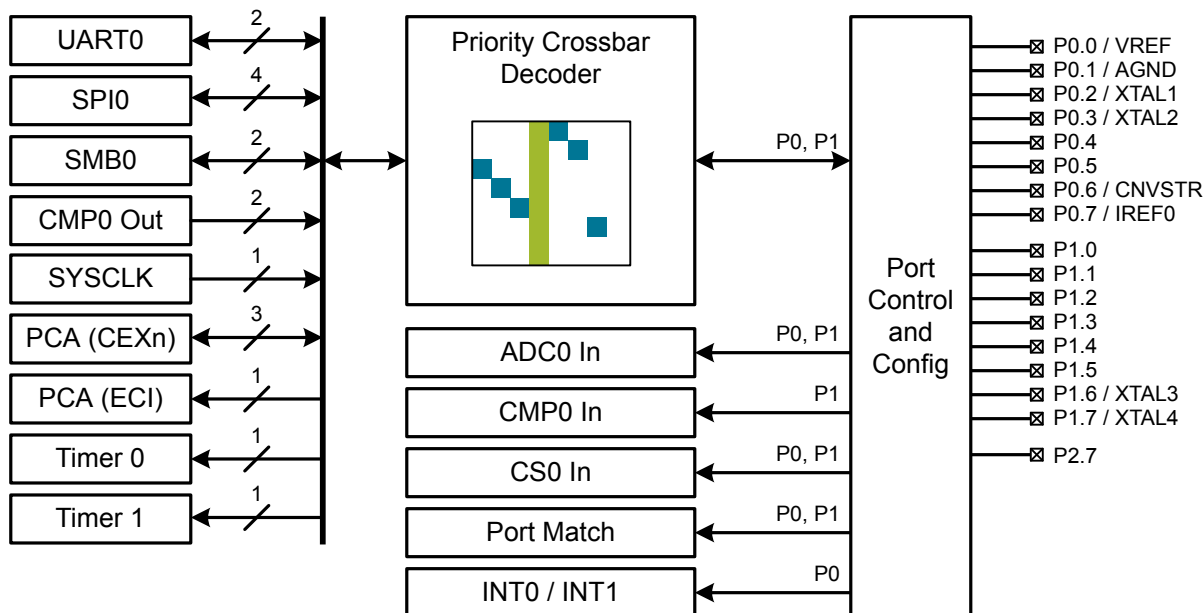 UART0
2
SPI0
4
SMB0
2
CMP0 Out
2
SYSCLK
1
PCA (CEXn)
3
PCA (ECI)
1
Timer 0
1
Timer 1
1
Priority Crossbar
Decoder
P0, P1
ADC0 In
P0, P1
CMP0 In
P1
CS0 In
P0, P1
Port Match
P0, P1
INT0 / INT1
P0
Port
Control
and
Config
P0.0 / VREF
P0.1 / AGND
P0.2 / XTAL1
P0.3 / XTAL2
P0.4
P0.5
P0.6 / CNVSTR
P0.7 / IREF0
P1.0
P1.1
P1.2
P1.3
P1.4
P1.5
P1.6 / XTAL3
P1.7 / XTAL4
P2.7